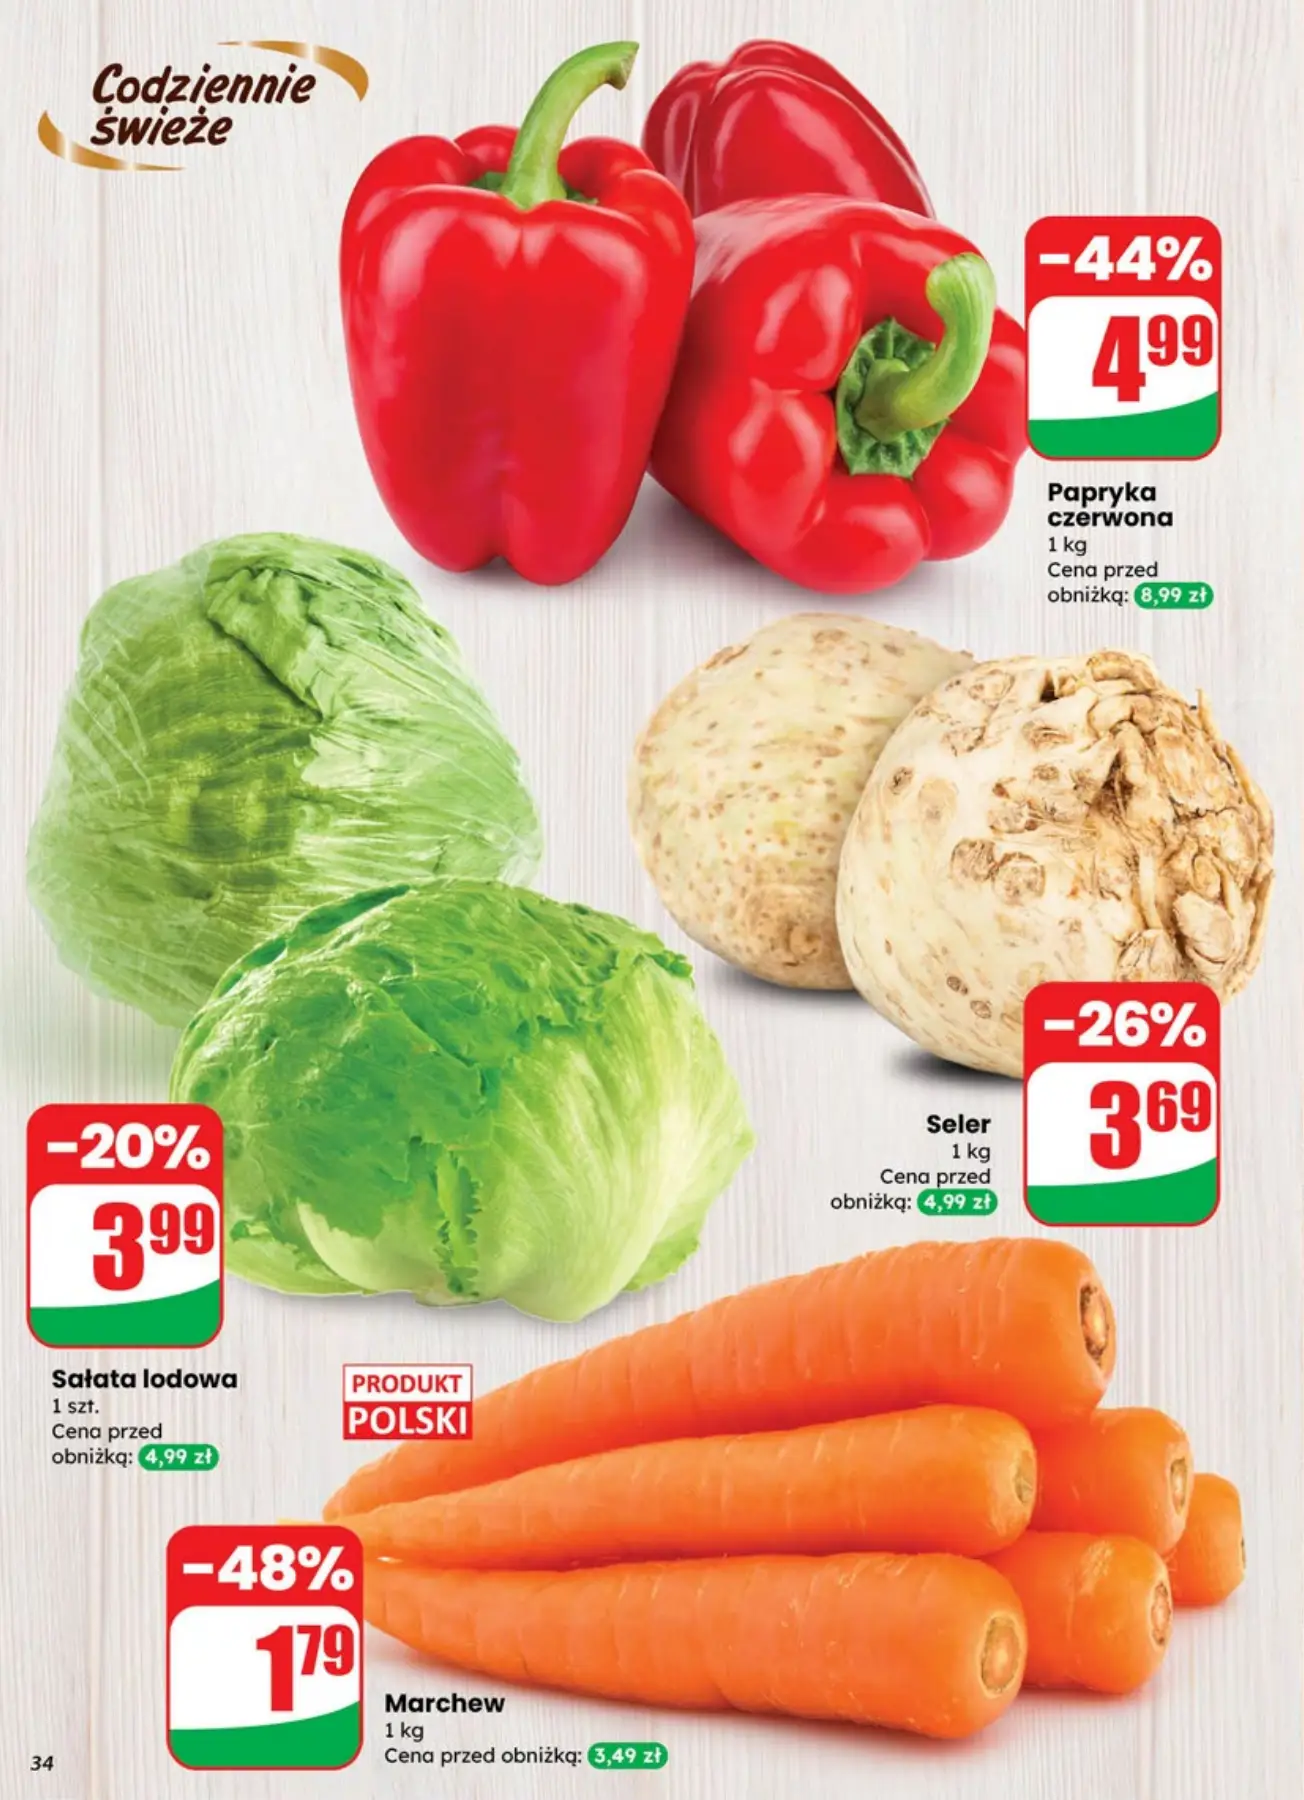 Codziennie
świeże
-44%
4 99
Papryka
czerwona
1 kg
Cena przed
obniżką: 8,99 zł
-26%
3 69
Seler
1 kg
Cena przed
obniżką: 4,99 zł
-20%
3 99
Sałata lodowa
1 szt.
Cena przed
obniżką: 4,99 zł
PRODUKT
POLSKI
-48%
1 79
Marchew
1 kg
Cena przed obniżką: 3,49 zł
34